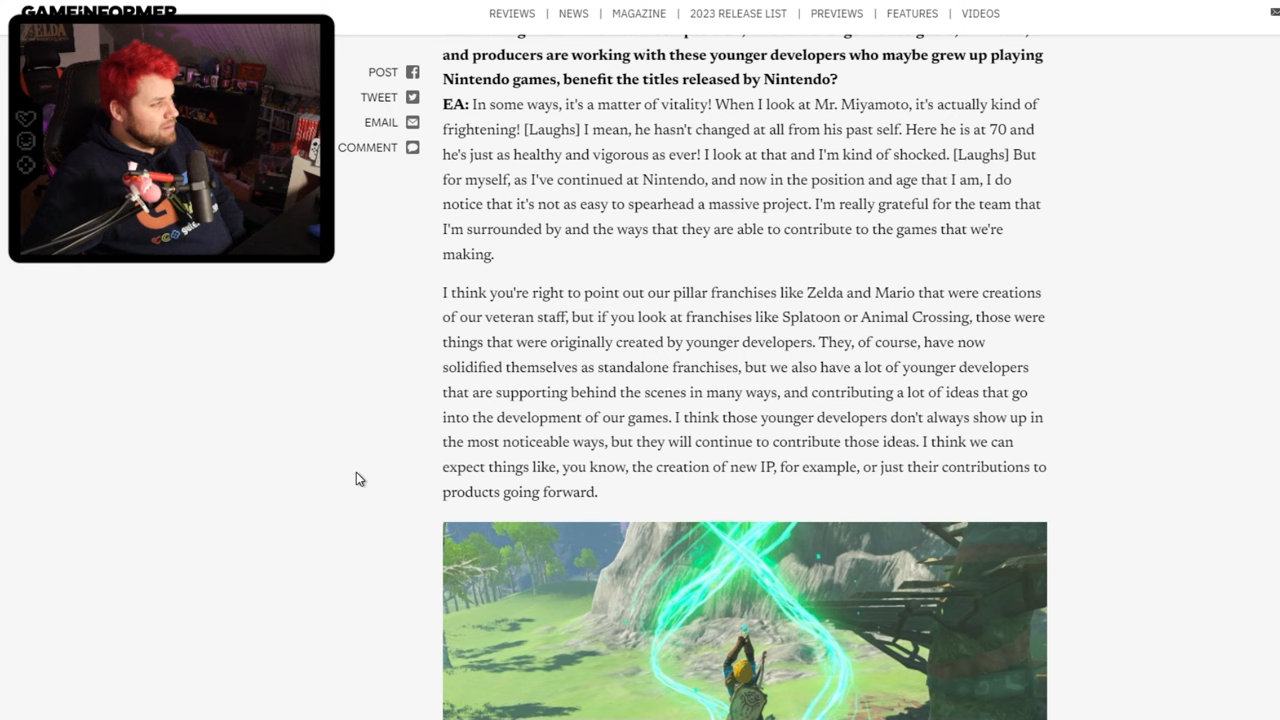 GAMEINFORMER
REVIEWS | NEWS | MAGAZINE | 2023 RELEASE LIST | PREVIEWS | FEATURES | VIDEOS
ZELDA
POST
TWEET
EMAIL
COMMENT
and producers are working with these younger developers who maybe grew up playing
Nintendo games, benefit the titles released by Nintendo?
EA: In some ways, it's a matter of vitality! When I look at Mr. Miyamoto, it's actually kind of
frightening! [Laughs] I mean, he hasn't changed at all from his past self. Here he is at 70 and
he's just as healthy and vigorous as ever! I look at that and I'm kind of shocked. [Laughs] But
for myself, as I've continued at Nintendo, and now in the position and age that I am, I do
notice that it's not as easy to spearhead a massive project. I'm really grateful for the team that
I'm surrounded by and the ways that they are able to contribute to the games that we're
making.
I think you're right to point out our pillar franchises like Zelda and Mario that were creations
of our veteran staff, but if you look at franchises like Splatoon or Animal Crossing, those were
things that were originally created by younger developers. They, of course, have now
solidified themselves as standalone franchises, but we also have a lot of younger developers
that are supporting behind the scenes in many ways, and contributing a lot of ideas that go
into the development of our games. I think those younger developers don't always show up in
the most noticeable ways, but they will continue to contribute those ideas. I think we can
expect things like, you know, the creation of new IP, for example, or just their contributions to
products going forward.